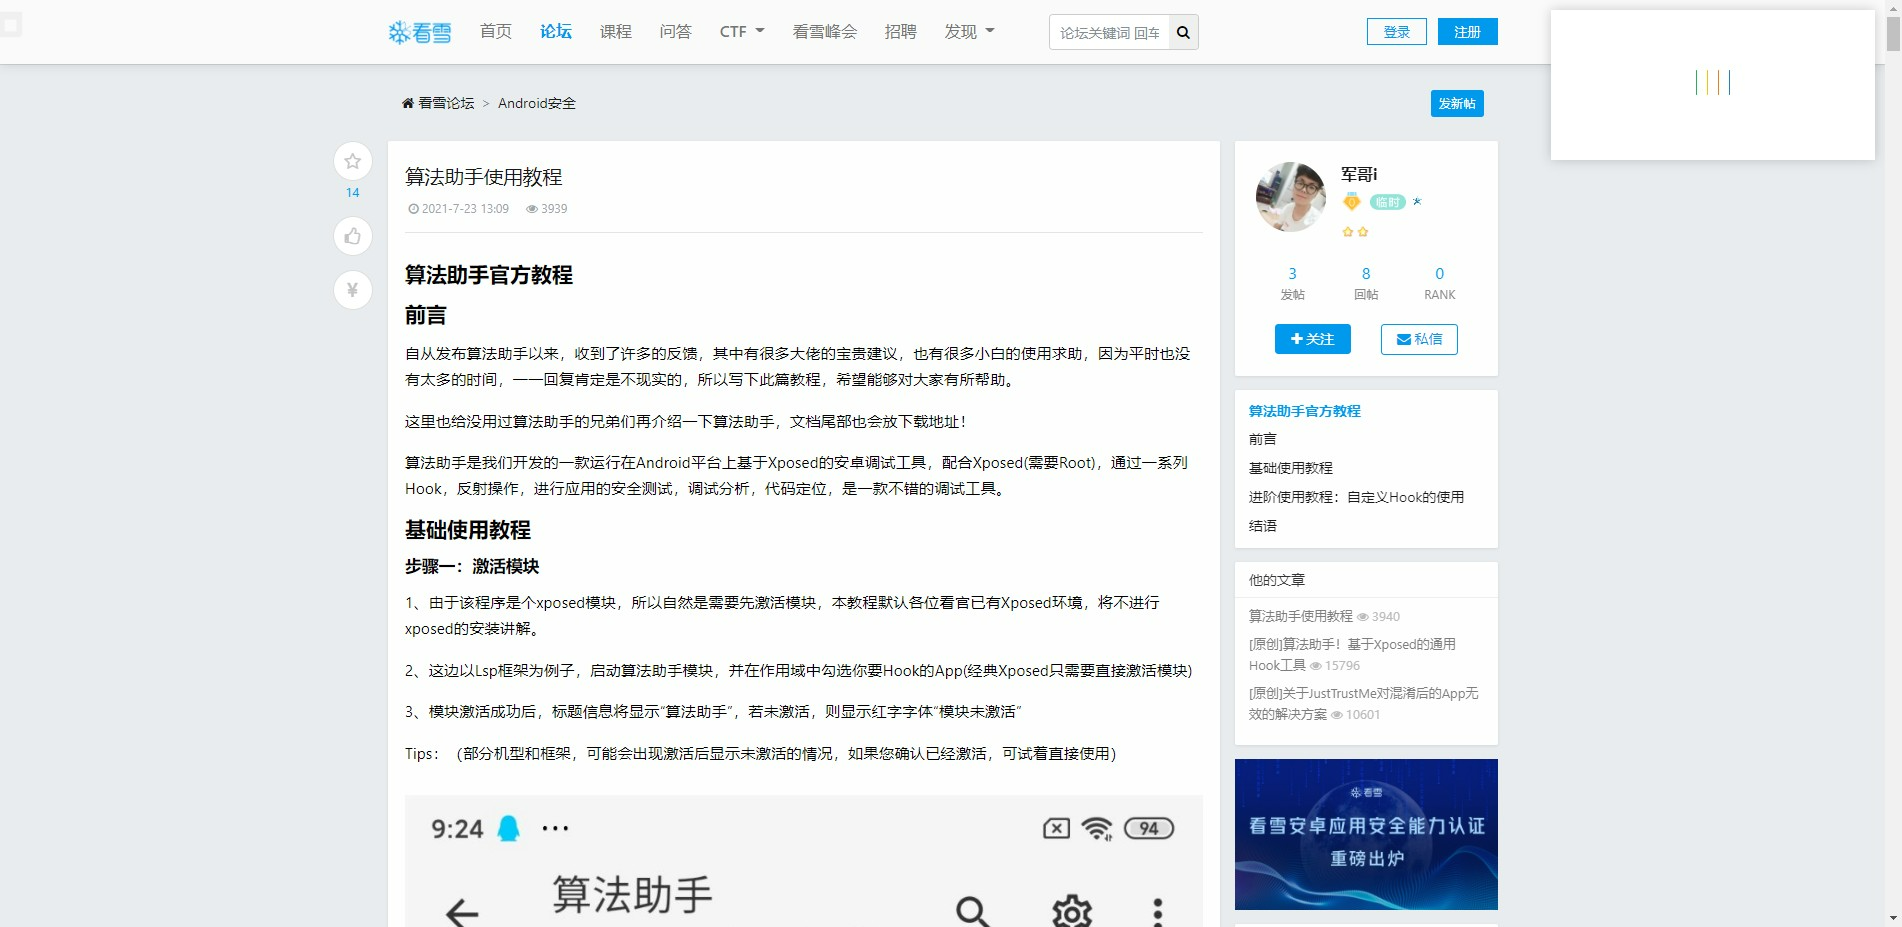 看雪 首页 论坛 课程 问答 CTF 看雪峰会 招聘 发现 论坛关键词 回车 登录 注册
看雪论坛 > Android安全 发新帖
14
算法助手使用教程
2021-7-23 13:09 3939
算法助手官方教程
前言
自从发布算法助手以来，收到了许多的反馈，其中有很多大佬的宝贵建议，也有很多小白的使用求助，因为平时也没
有太多的时间，一一回复肯定是不现实的，所以写下此篇教程，希望能够对大家有所帮助。
这里也给没用过算法助手的兄弟们再介绍一下算法助手，文档尾部也会放下载地址！
算法助手是我们开发的一款运行在Android平台上基于Xposed的安卓调试工具，配合Xposed(需要Root)，通过一系列
Hook，反射操作，进行应用的安全测试，调试分析，代码定位，是一款不错的调试工具。
基础使用教程
步骤一：激活模块
1、由于该程序是个xposed模块，所以自然是需要先激活模块，本教程默认各位看官已有Xposed环境，将不进行
xposed的安装讲解。
2、这边以Lsp框架为例子，启动算法助手模块，并在作用域中勾选你要Hook的App(经典Xposed只需要直接激活模块)
3、模块激活成功后，标题信息将显示“算法助手”，若未激活，则显示红字字体“模块未激活”
Tips：（部分机型和框架，可能会出现激活后显示未激活的情况，如果您确认已经激活，可试着直接使用）
9:24 ··· 94
算法助手
军哥i
0 临时
3 8 0
发帖 回帖 RANK
关注 私信
算法助手官方教程
前言
基础使用教程
进阶使用教程：自定义Hook的使用
结语
他的文章
算法助手使用教程 3940
[原创]算法助手！基于Xposed的通用
Hook工具 15796
[原创]关于JustTrustMe对混淆后的App无
效的解决方案 10601
看雪
看雪安卓应用安全能力认证
重磅出炉